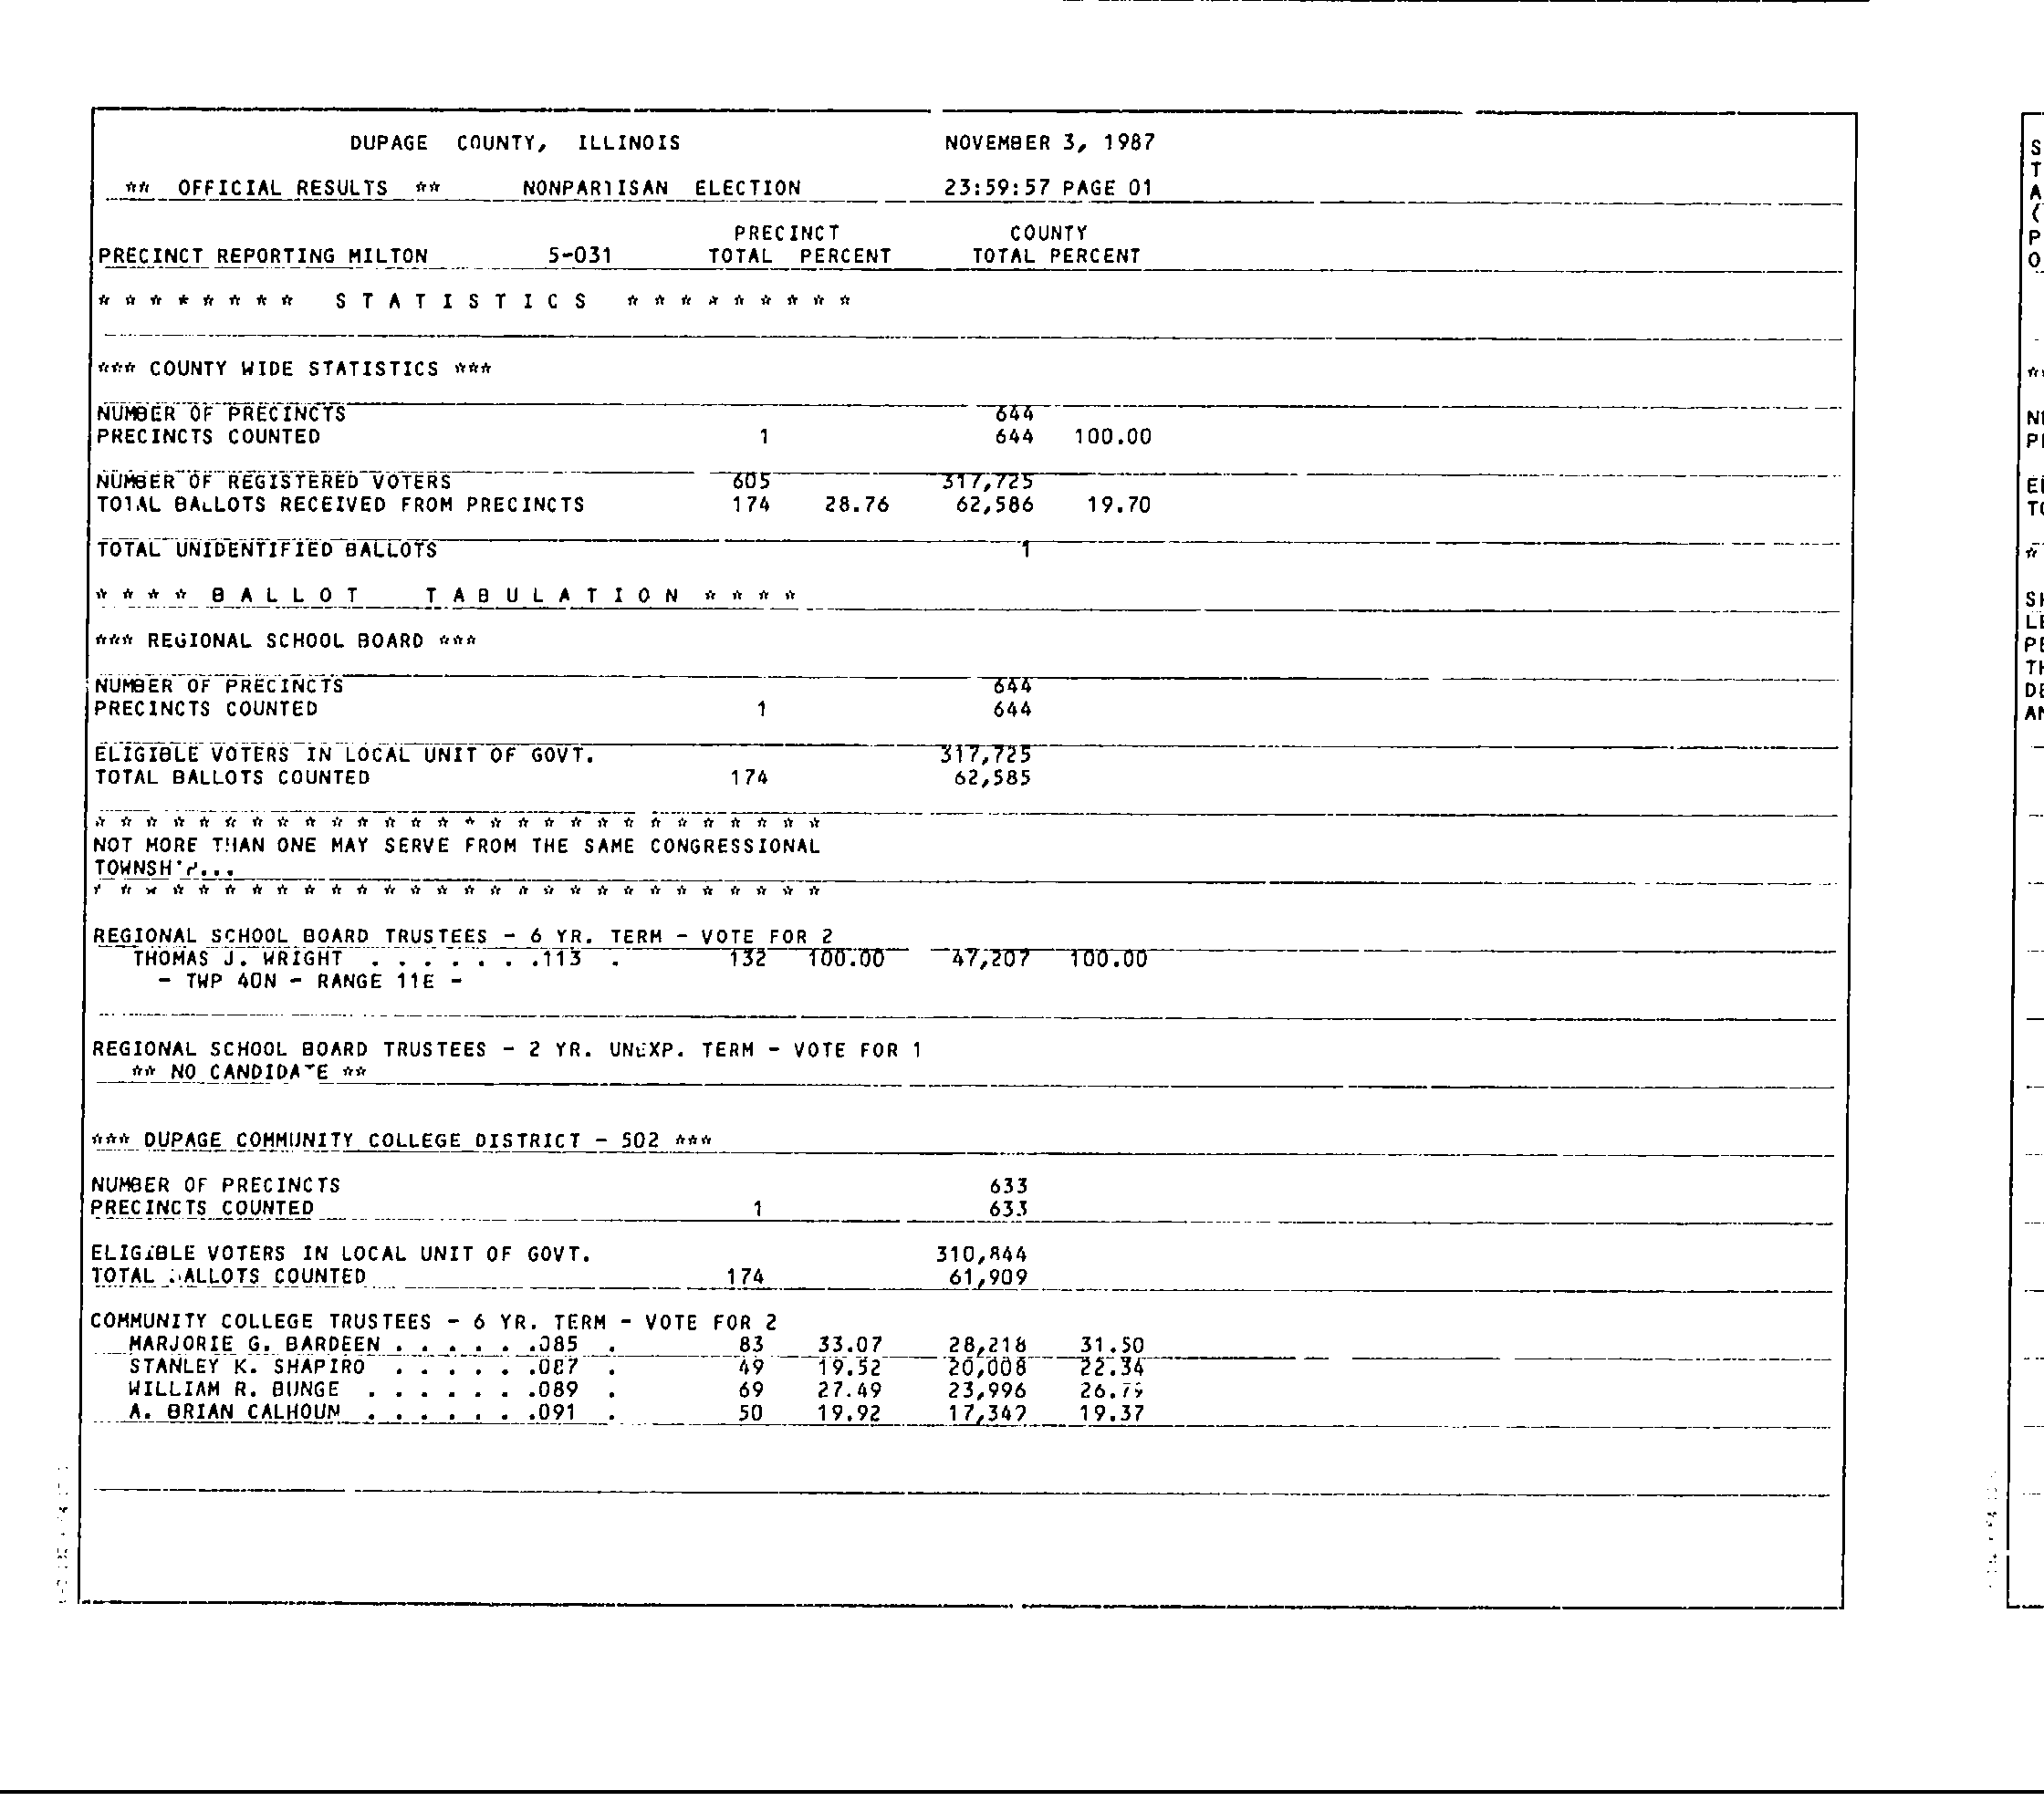 DUPAGE COUNTY, ILLINOIS NOVEMBER 3, 1987
** OFFICIAL RESULTS ** NONPARTISAN ELECTION 23:59:57 PAGE 01
PRECINCT COUNTY
PRECINCT REPORTING MILTON 5-031 TOTAL PERCENT TOTAL PERCENT
* * * * * * * * S T A T I S T I C S * * * * * * * * *
*** COUNTY WIDE STATISTICS ***
NUMBER OF PRECINCTS 644
PRECINCTS COUNTED 1 644 100.00
NUMBER OF REGISTERED VOTERS 605 317,725
TOTAL BALLOTS RECEIVED FROM PRECINCTS 174 28.76 62,586 19.70
TOTAL UNIDENTIFIED BALLOTS 1
* * * * B A L L O T T A B U L A T I O N * * * *
*** REGIONAL SCHOOL BOARD ***
NUMBER OF PRECINCTS 644
PRECINCTS COUNTED 1 644
ELIGIBLE VOTERS IN LOCAL UNIT OF GOVT. 317,725
TOTAL BALLOTS COUNTED 174 62,585
* * * * * * * * * * * * * * * * * * * * * * * * * * * *
NOT MORE THAN ONE MAY SERVE FROM THE SAME CONGRESSIONAL
TOWNSHIP...
* * * * * * * * * * * * * * * * * * * * * * * * * * * *
REGIONAL SCHOOL BOARD TRUSTEES - 6 YR. TERM - VOTE FOR 2
THOMAS J. WRIGHT . . . . . . .113 . 132 100.00 47,207 100.00
- TWP 40N - RANGE 11E -
REGIONAL SCHOOL BOARD TRUSTEES - 2 YR. UNEXP. TERM - VOTE FOR 1
** NO CANDIDATE **
*** DUPAGE COMMUNITY COLLEGE DISTRICT - 502 ***
NUMBER OF PRECINCTS 633
PRECINCTS COUNTED 1 633
ELIGIBLE VOTERS IN LOCAL UNIT OF GOVT. 310,844
TOTAL BALLOTS COUNTED 174 61,909
COMMUNITY COLLEGE TRUSTEES - 6 YR. TERM - VOTE FOR 2
MARJORIE G. BARDEEN . . . . . .085 . 83 33.07 28,218 31.50
STANLEY K. SHAPIRO . . . . . .087 . 49 19.52 20,008 22.34
WILLIAM R. BUNGE . . . . . . .089 . 69 27.49 23,996 26.79
A. BRIAN CALHOUN . . . . . . .091 . 50 19.92 17,347 19.37